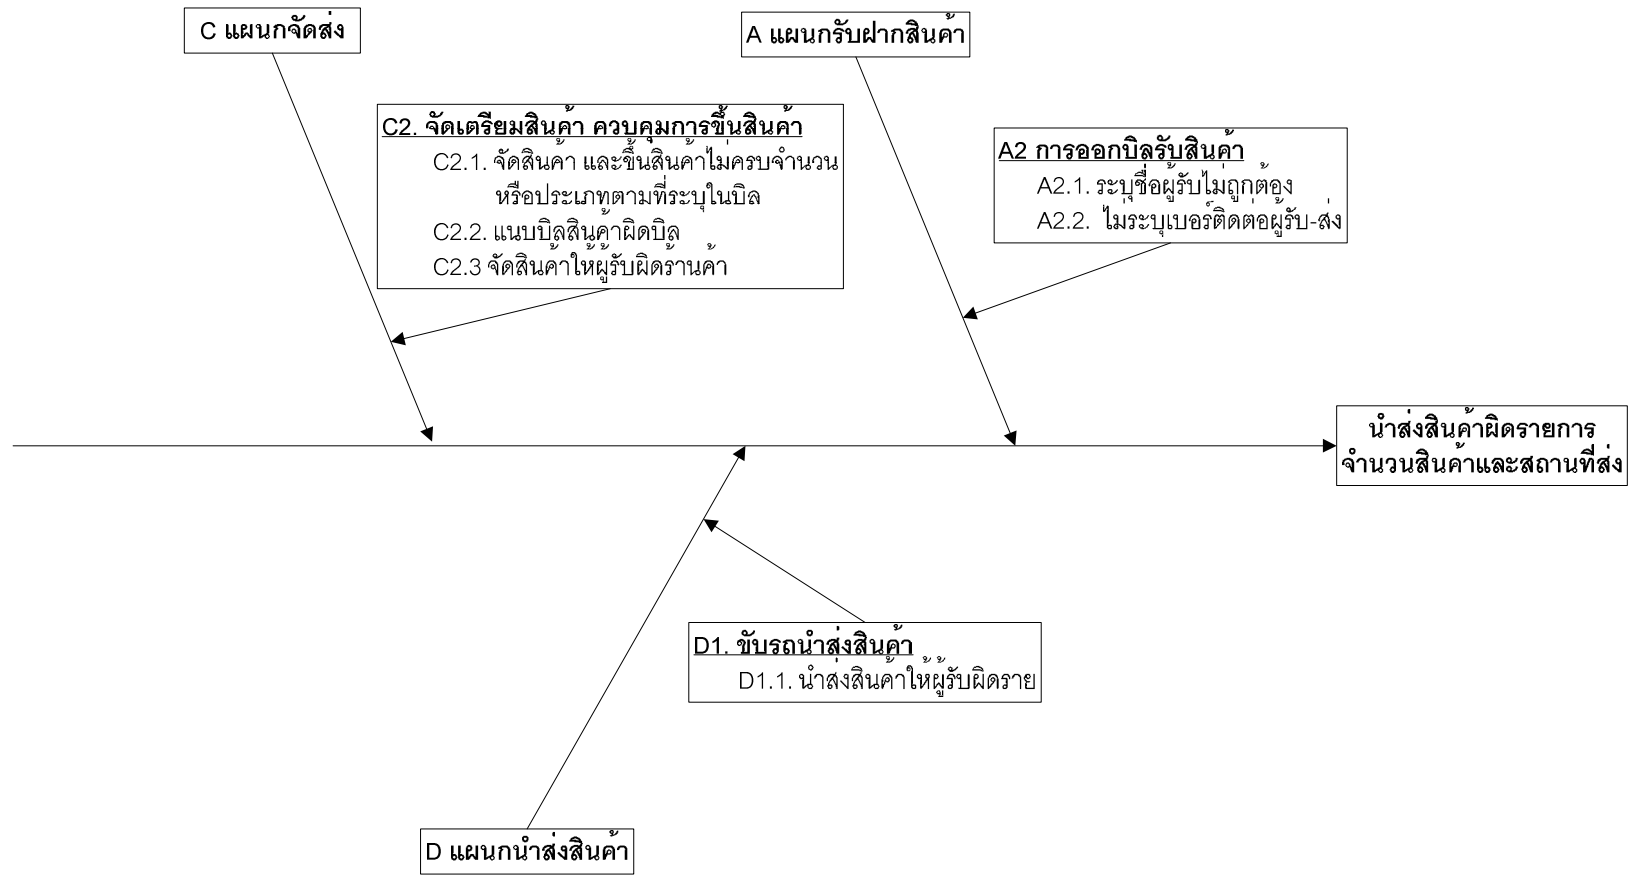 C แผนกจัดส่ง
A แผนกรับฝากสินค้า
C2. จัดเตรียมสินค้า ควบคุมการขึ้นสินค้า
C2.1. จัดสินค้า และขึ้นสินค้าไม่ครบจำนวน
หรือประเภทตามที่ระบุในบิล
C2.2. แนบบิลสินค้าผิดบิล
C2.3 จัดสินค้าให้ผู้รับผิดร้านค้า
A2 การออกบิลรับสินค้า
A2.1. ระบุชื่อผู้รับไม่ถูกต้อง
A2.2. ไม่ระบุเบอร์ติดต่อผู้รับ-ส่ง
นำส่งสินค้าผิดรายการ
จำนวนสินค้าและสถานที่ส่ง
D1. ขับรถนำส่งสินค้า
D1.1. นำส่งสินค้าให้ผู้รับผิดราย
D แผนกนำส่งสินค้า